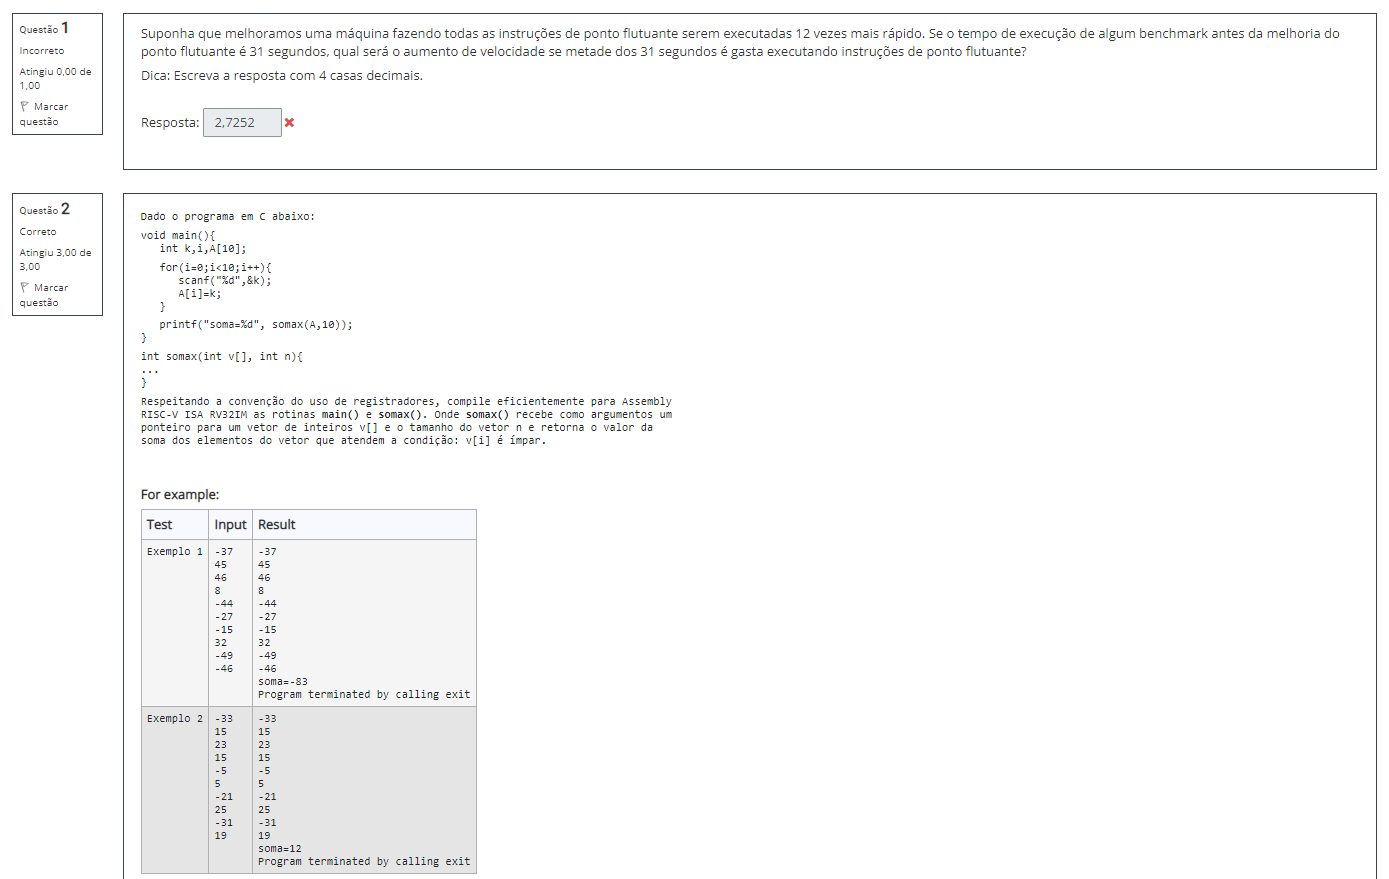 Questão 1
Incorreto
Atingiu 0,00 de
1,00
Marcar
questão
Suponha que melhoramos uma máquina fazendo todas as instruções de ponto flutuante serem executadas 12 vezes mais rápido. Se o tempo de execução de algum benchmark antes da melhoria do
ponto flutuante é 31 segundos, qual será o aumento de velocidade se metade dos 31 segundos é gasta executando instruções de ponto flutuante?
Dica: Escreva a resposta com 4 casas decimais.
Resposta: 2,7252
Questão 2
Correto
Atingiu 3,00 de
3,00
Marcar
questão
Dado o programa em C abaixo:
void main(){
   int k,i,A[10];
   for(i=0;i<10;i++){
      scanf("%d",&k);
      A[i]=k;
   }
   printf("soma=%d", somax(A,10));
}
int somax(int v[], int n){
...
}
Respeitando a convenção do uso de registradores, compile eficientemente para Assembly
RISC-V ISA RV32IM as rotinas main() e somax(). Onde somax() recebe como argumentos um
ponteiro para um vetor de inteiros v[] e o tamanho do vetor n e retorna o valor da
soma dos elementos do vetor que atendem a condição: v[i] é ímpar.
For example:
Test Input Result
Exemplo 1 -37 -37
45 45
46 46
8 8
-44 -44
-27 -27
-15 -15
32 32
-49 -49
-46 -46
soma=-83
Program terminated by calling exit
Exemplo 2 -33 -33
15 15
23 23
15 15
-5 -5
5 5
-21 -21
25 25
-31 -31
19 19
soma=12
Program terminated by calling exit